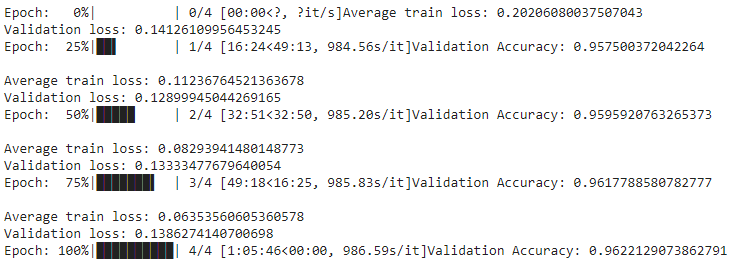 Epoch:   0%|          | 0/4 [00:00<?, ?it/s]Average train loss: 0.20206080037507043
Validation loss: 0.14126109956453245
Epoch:  25%|██▌       | 1/4 [16:24<49:13, 984.56s/it]Validation Accuracy: 0.957500372042264
Average train loss: 0.11236764521363678
Validation loss: 0.12899945044269165
Epoch:  50%|█████     | 2/4 [32:51<32:50, 985.20s/it]Validation Accuracy: 0.9595920763265373
Average train loss: 0.08293941480148773
Validation loss: 0.13333477679640054
Epoch:  75%|███████▌  | 3/4 [49:18<16:25, 985.83s/it]Validation Accuracy: 0.9617788580782777
Average train loss: 0.06353560605360578
Validation loss: 0.1386274140700698
Epoch: 100%|██████████| 4/4 [1:05:46<00:00, 986.59s/it]Validation Accuracy: 0.9622129073862791